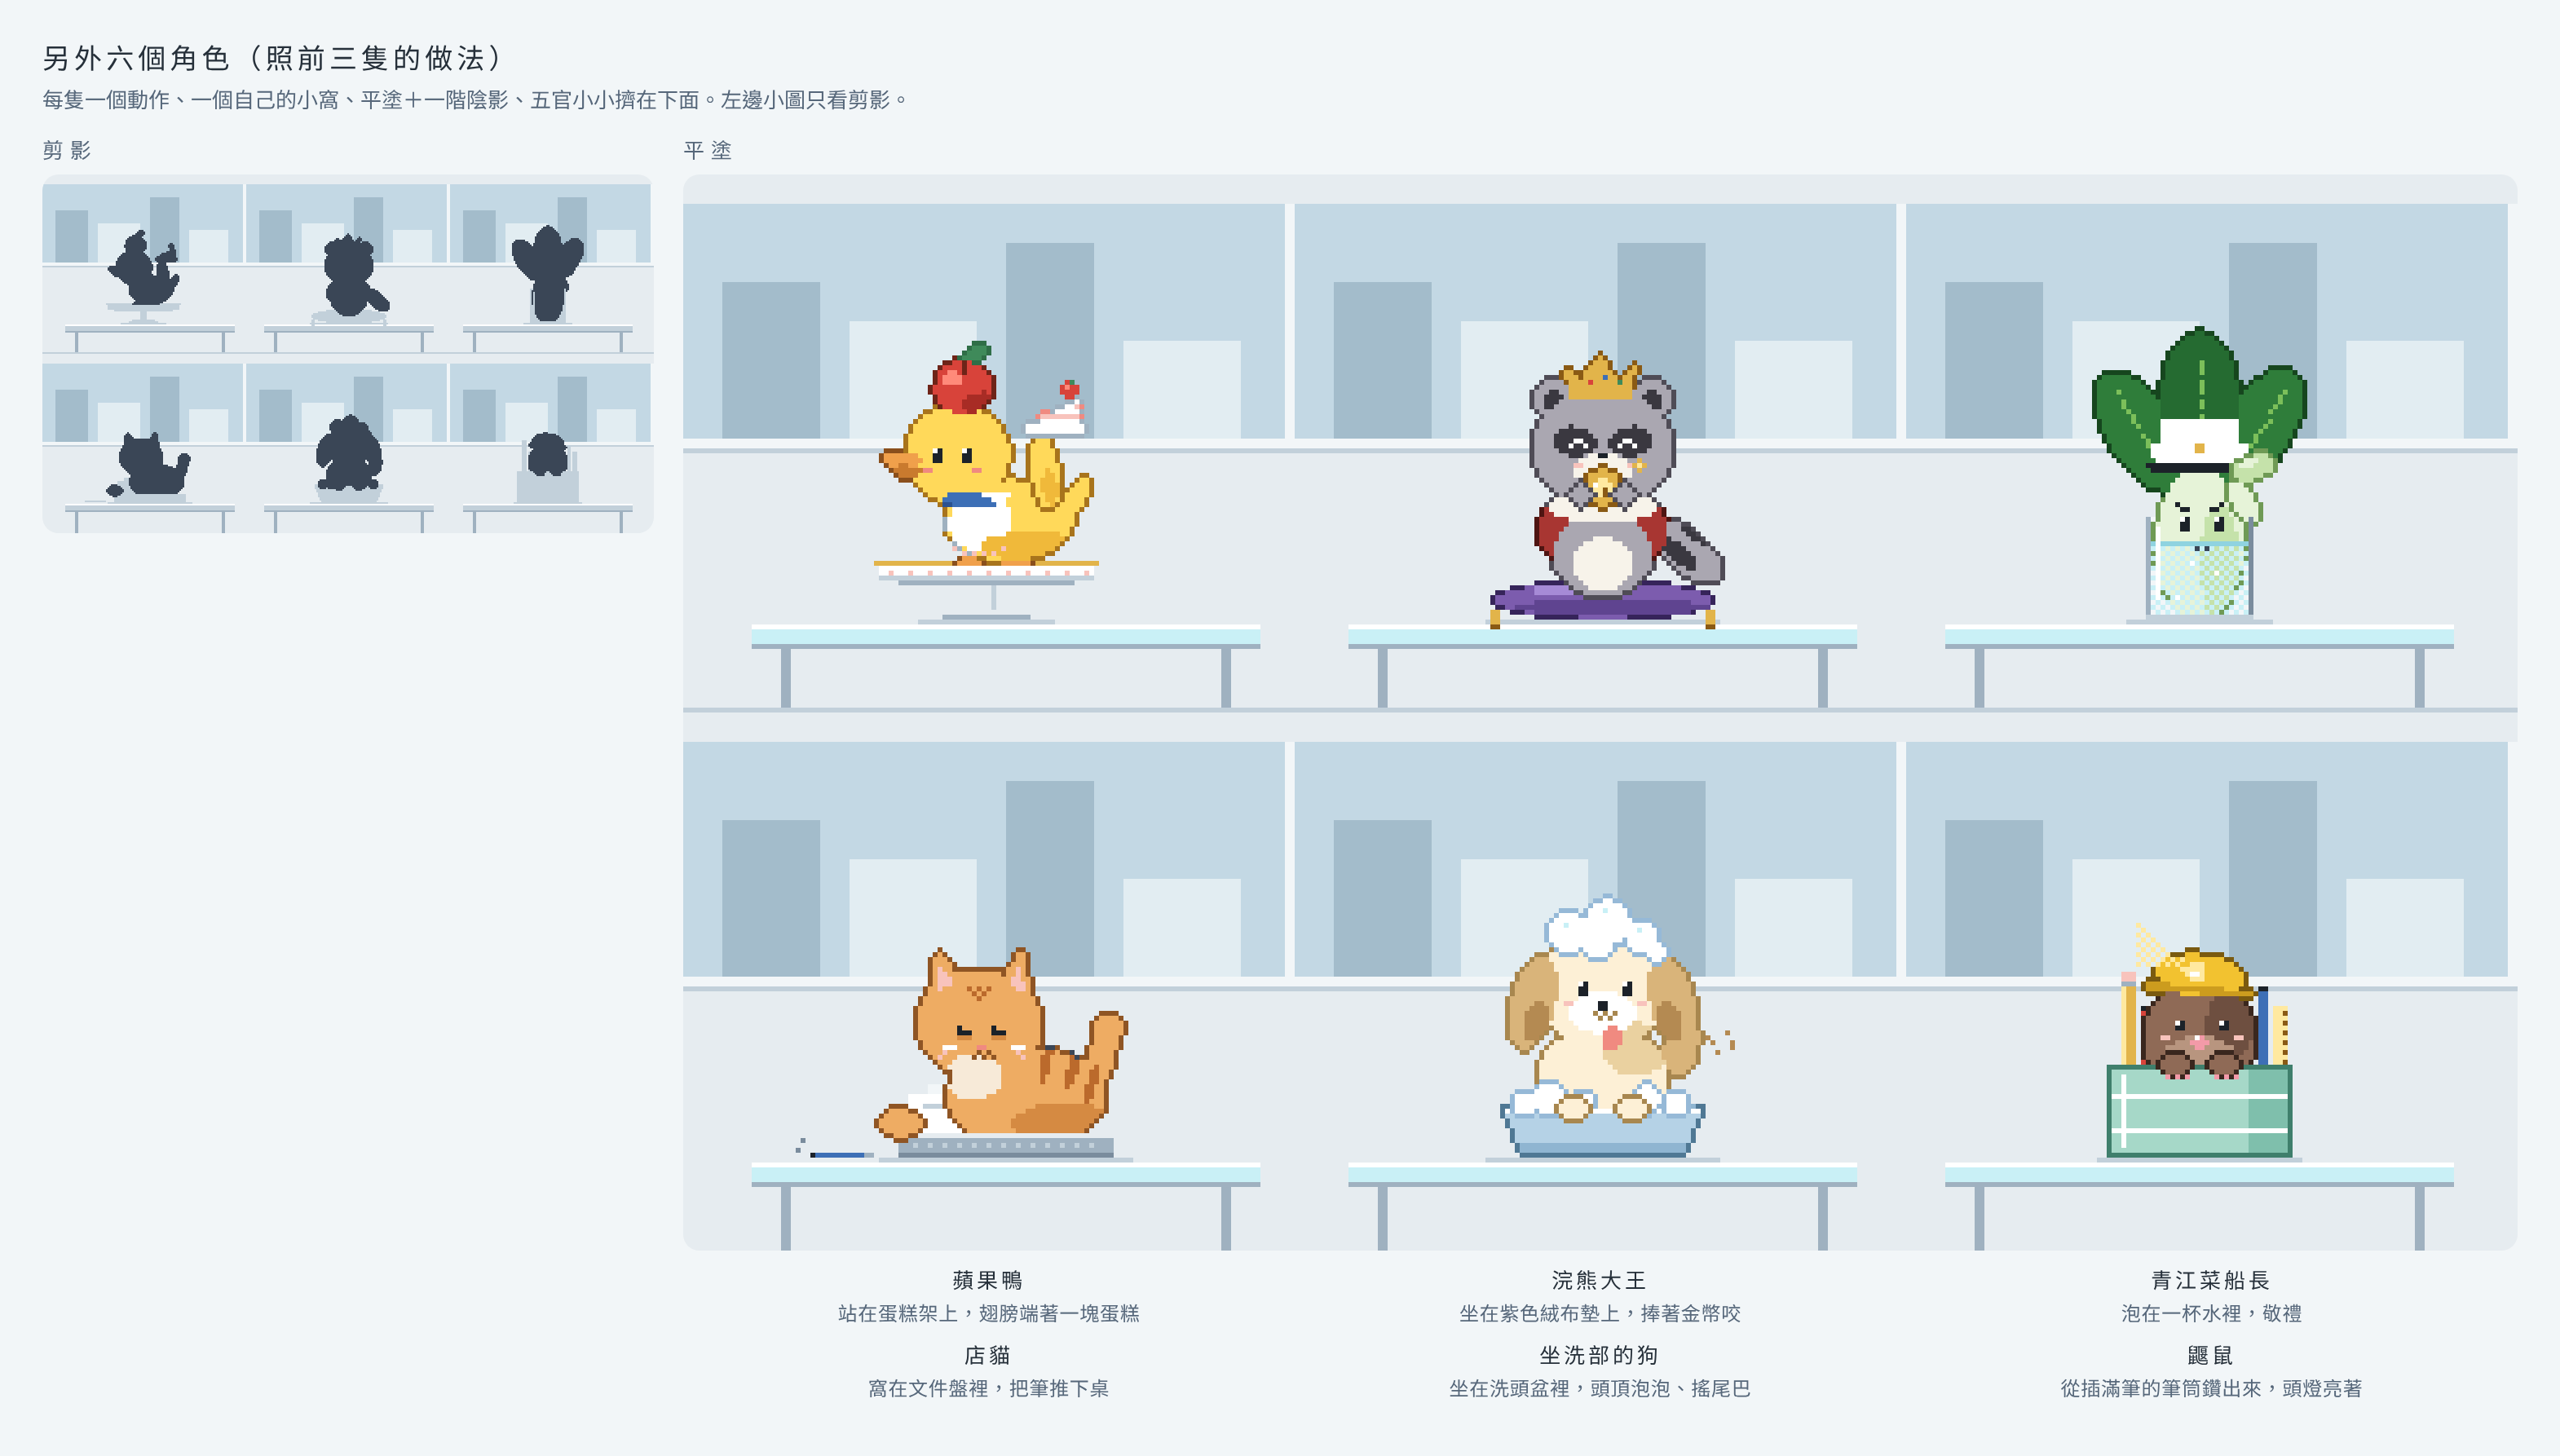 另外六個角色（照前三隻的做法）
每隻一個動作、一個自己的小窩、平塗＋一階陰影、五官小小擠在下面。左邊小圖只看剪影。
剪影
平塗
蘋果鴨
站在蛋糕架上，翅膀端著一塊蛋糕
浣熊大王
坐在紫色絨布墊上，捧著金幣咬
青江菜船長
泡在一杯水裡，敬禮
店貓
窩在文件盤裡，把筆推下桌
坐洗部的狗
坐在洗頭盆裡，頭頂泡泡、搖尾巴
鼴鼠
從插滿筆的筆筒鑽出來，頭燈亮著